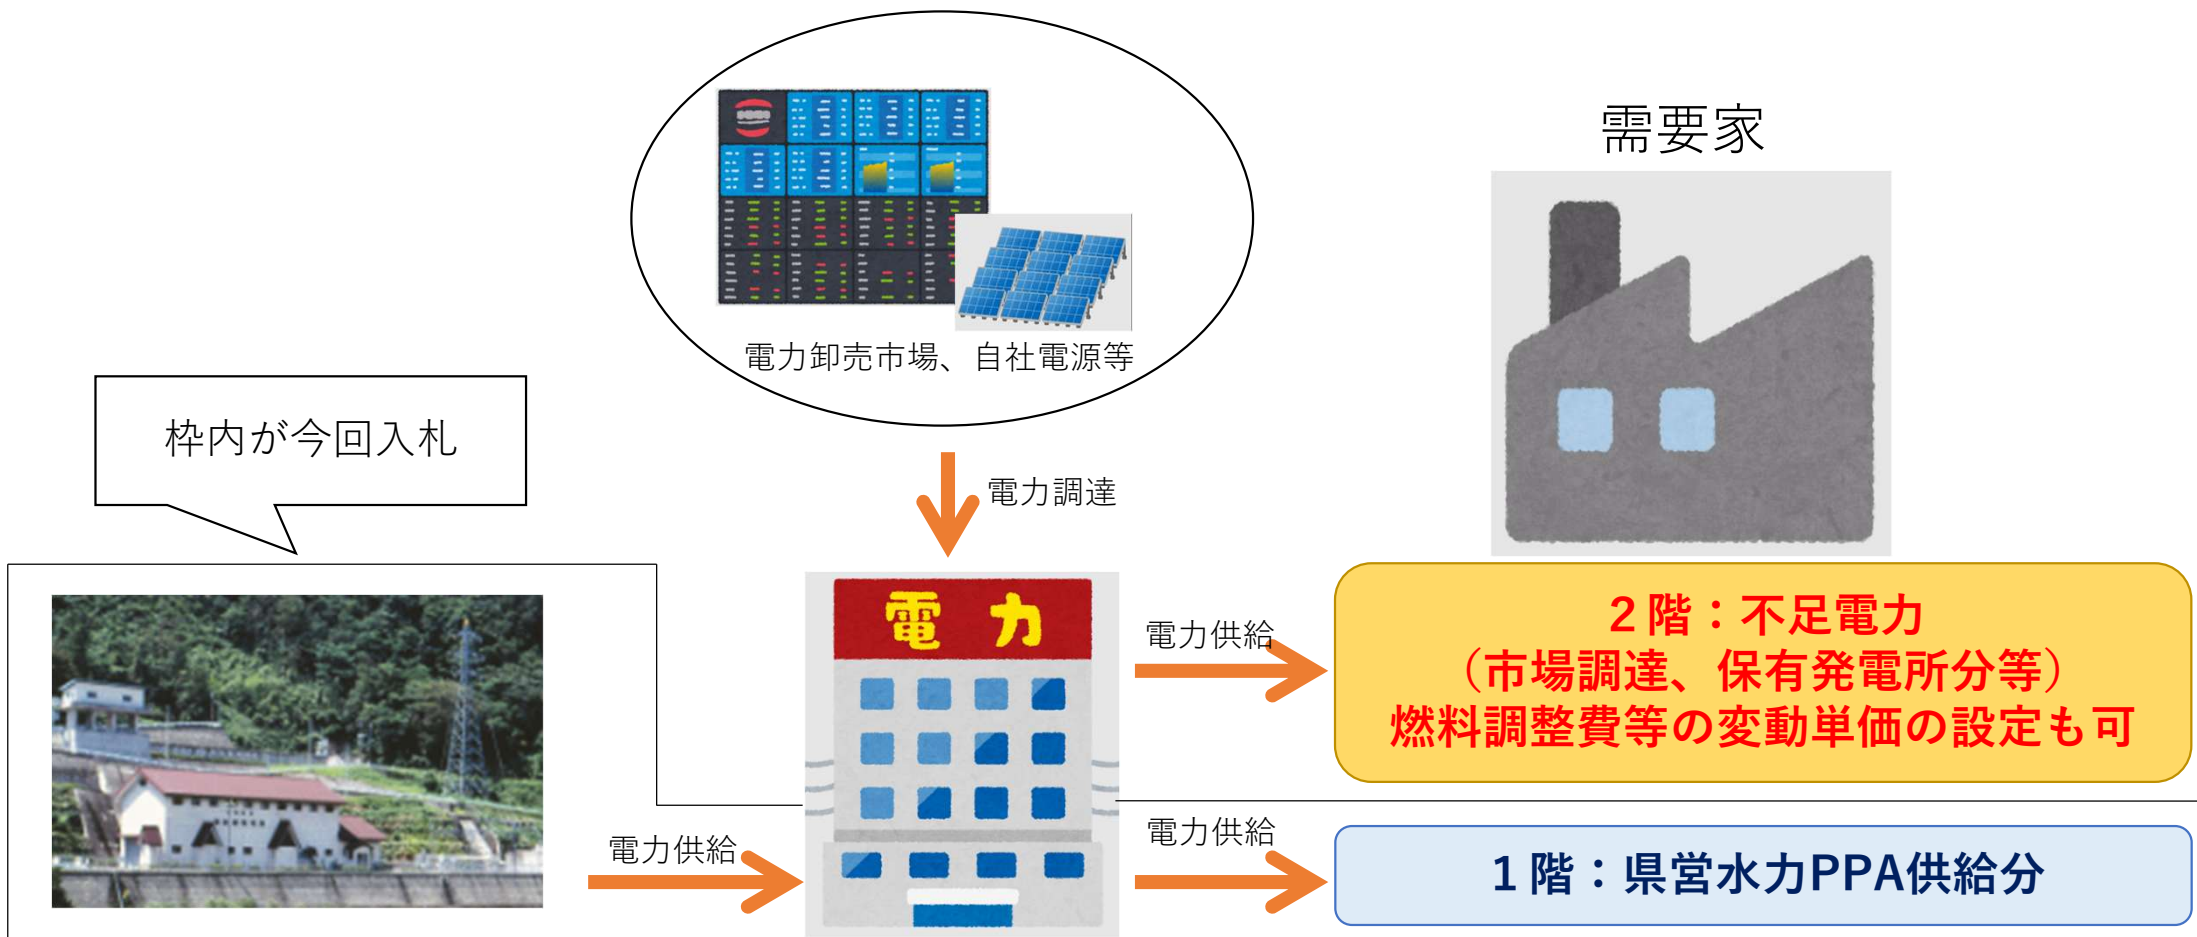 需要家
電力卸売市場、自社電源等
枠内が今回入札
電力調達
電力
電力供給
2階：不足電力
（市場調達、保有発電所分等）
燃料調整費等の変動単価の設定も可
電力供給
電力供給
1階：県営水力PPA供給分